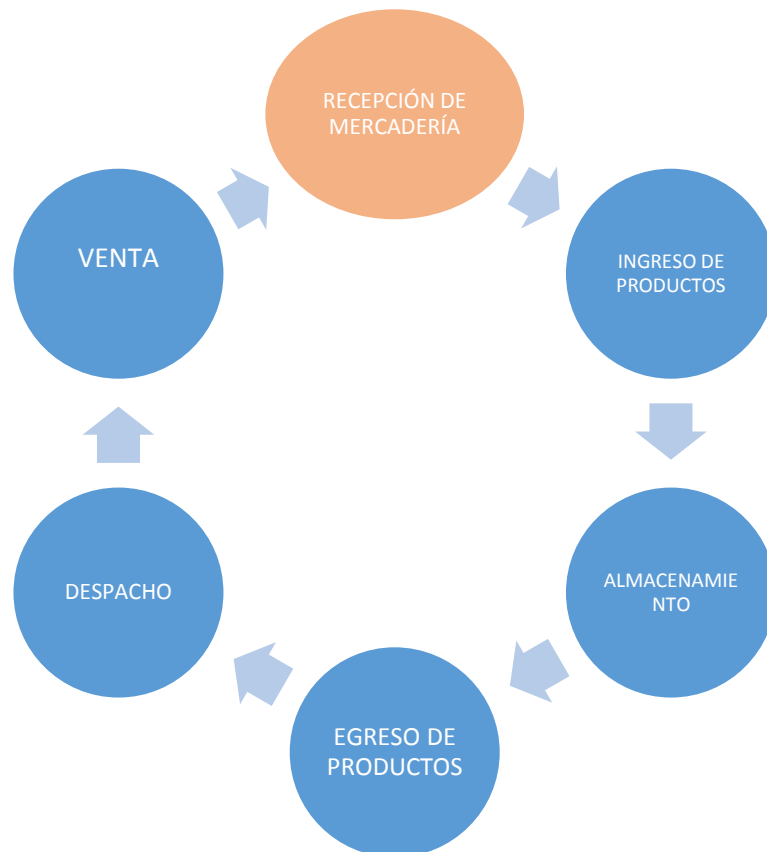 RECEPCIÓN DE
MERCADERÍA
INGRESO DE
PRODUCTOS
ALMACENAMIE
NTO
EGRESO DE
PRODUCTOS
DESPACHO
VENTA